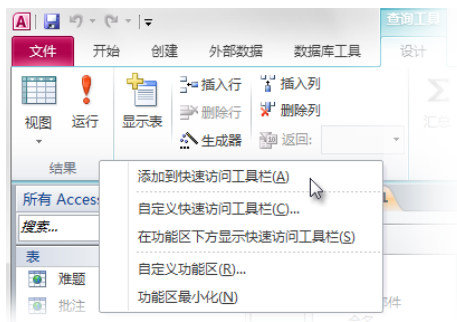 A
查询工具
文件 开始 创建 外部数据 数据库工具 设计
视图 运行 显示表
插入行 插入列
删除行 删除列
生成器 返回:
汇总
结果
添加到快速访问工具栏(A)
自定义快速访问工具栏(C)...
在功能区下方显示快速访问工具栏(S)
自定义功能区(R)...
功能区最小化(N)
所有 Access
搜索...
表
难题
批注